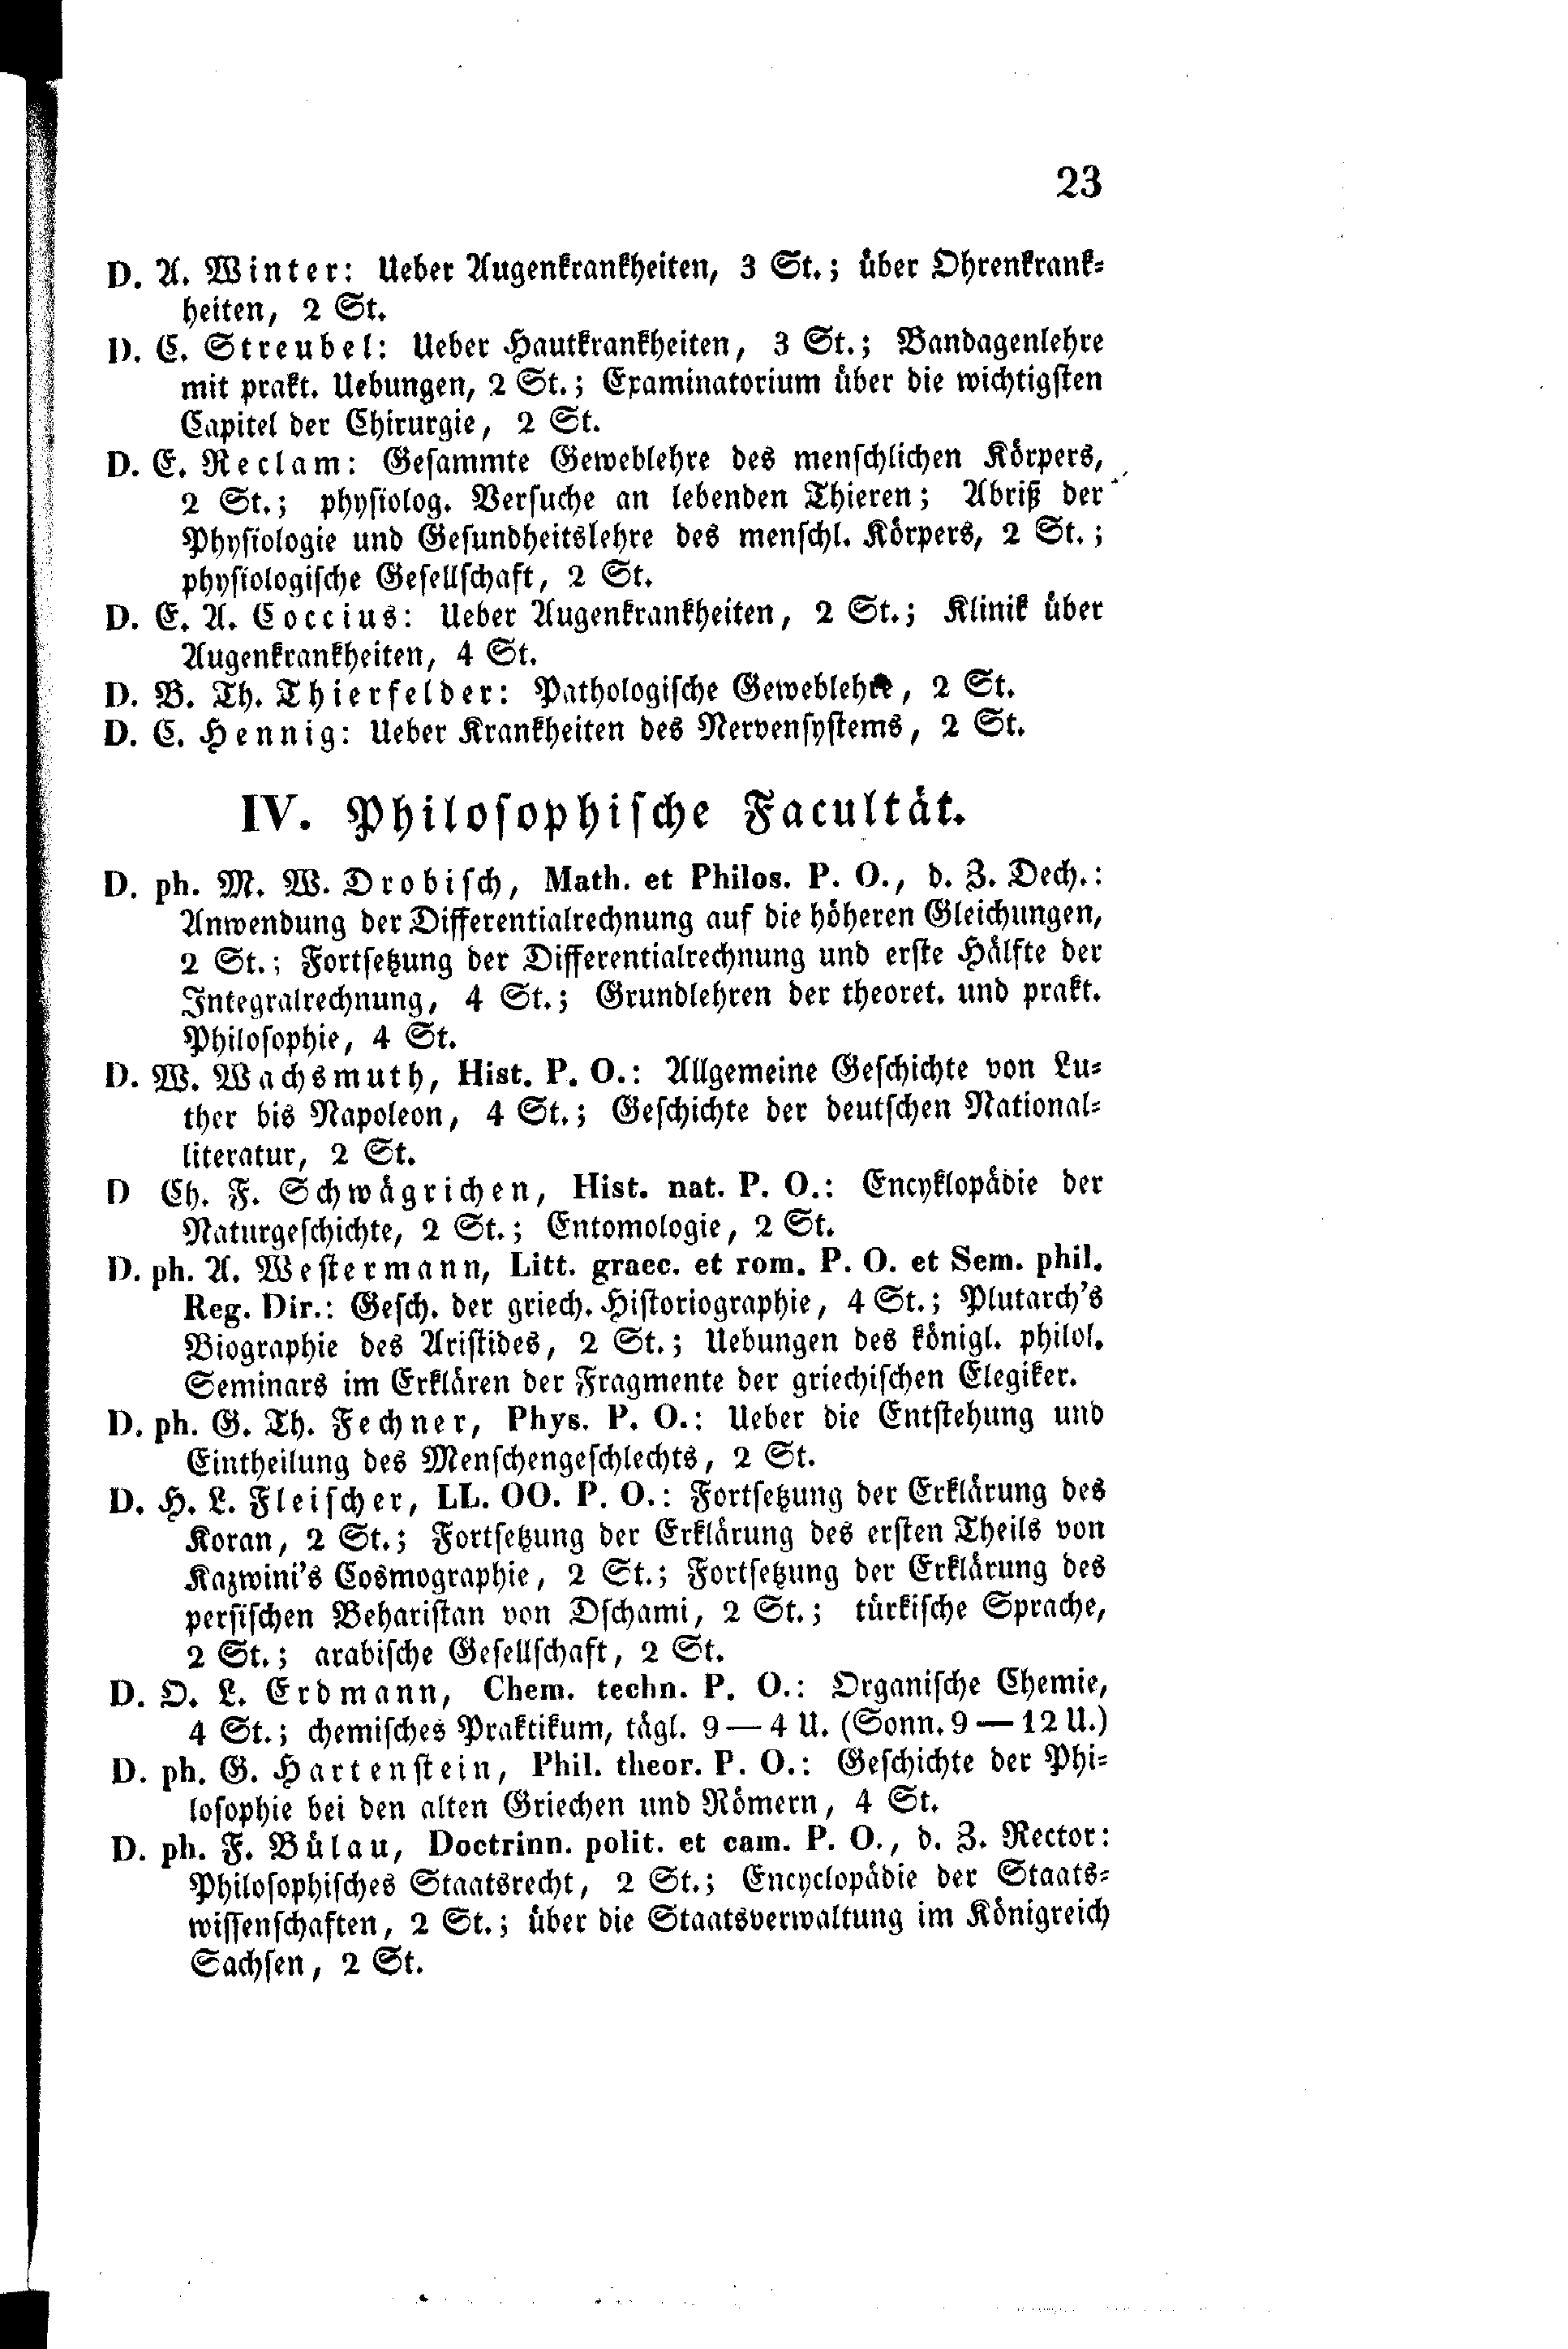 23
D. A. Winter: Ueber Augenkrankheiten, 3 St.; über Ohrenkrank-
heiten, 2 St.
D. C. Streubel: Ueber Hautkrankheiten, 3 St.; Bandagenlehre
mit prakt. Uebungen, 2 St.; Examinatorium über die wichtigsten
Capitel der Chirurgie, 2 St.
D. C. Reclam: Gesammte Geweblehre des menschlichen Körpers,
2 St.; physiolog. Versuche an lebenden Thieren; Abriß der
Physiologie und Gesundheitslehre des menschl. Körpers, 2 St.;
physiologische Gesellschaft, 2 St.
D. E. A. Coccius: Ueber Augenkrankheiten, 2 St.; Klinik über
Augenkrankheiten, 4 St.
D. B. Th. Thierfelder: Pathologische Geweblehre, 2 St.
D. C. Hennig: Ueber Krankheiten des Nervensystems, 2 St.
IV. Philosophische Facultät.
D. ph. M. W. Drobisch, Math. et Philos. P. O., d. Z. Dech.:
Anwendung der Differentialrechnung auf die höheren Gleichungen,
2 St.; Fortsetzung der Differentialrechnung und erste Hälfte der
Integralrechnung, 4 St.; Grundlehren der theoret. und prakt.
Philosophie, 4 St.
D. W. Wachsmuth, Hist. P. O.: Allgemeine Geschichte von Lu-
ther bis Napoleon, 4 St.; Geschichte der deutschen National-
literatur, 2 St.
D Ch. F. Schwägrichen, Hist. nat. P. O.: Encyklopädie der
Naturgeschichte, 2 St.; Entomologie, 2 St.
D. ph. A. Westermann, Litt. graec. et rom. P. O. et Sem. phil.
Reg. Dir.: Gesch. der griech. Historiographie, 4 St.; Plutarch's
Biographie des Aristides, 2 St.; Uebungen des königl. philol.
Seminars im Erklären der Fragmente der griechischen Elegiker.
D. ph. G. Th. Fechner, Phys. P. O.: Ueber die Entstehung und
Eintheilung des Menschengeschlechts, 2 St.
D. H. L. Fleischer, LL. OO. P. O.: Fortsetzung der Erklärung des
Koran, 2 St.; Fortsetzung der Erklärung des ersten Theils von
Kazwini's Cosmographie, 2 St.; Fortsetzung der Erklärung des
persischen Beharistan von Dschami, 2 St.; türkische Sprache,
2 St.; arabische Gesellschaft, 2 St.
D. O. L. Erdmann, Chem. techn. P. O.: Organische Chemie,
4 St.; chemisches Praktikum, tägl. 9—4 U. (Sonn. 9—12 U.)
D. ph. G. Hartenstein, Phil. theor. P. O.: Geschichte der Phi-
losophie bei den alten Griechen und Römern, 4 St.
D. ph. F. Bülau, Doctrinn. polit. et cam. P. O., d. Z. Rector:
Philosophisches Staatsrecht, 2 St.; Encyclopädie der Staats-
wissenschaften, 2 St.; über die Staatsverwaltung im Königreich
Sachsen, 2 St.